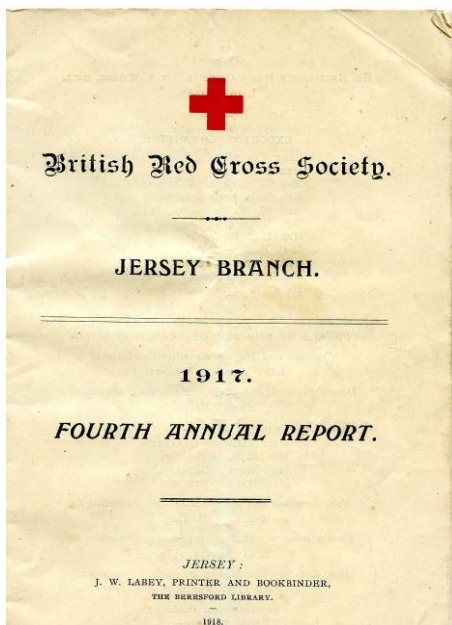 British Red Cross Society.
JERSEY BRANCH.
1917.
FOURTH ANNUAL REPORT.
JERSEY:
J. W. LABEY, PRINTER AND BOOKBINDER,
THE BERESFORD LIBRARY.
1918.